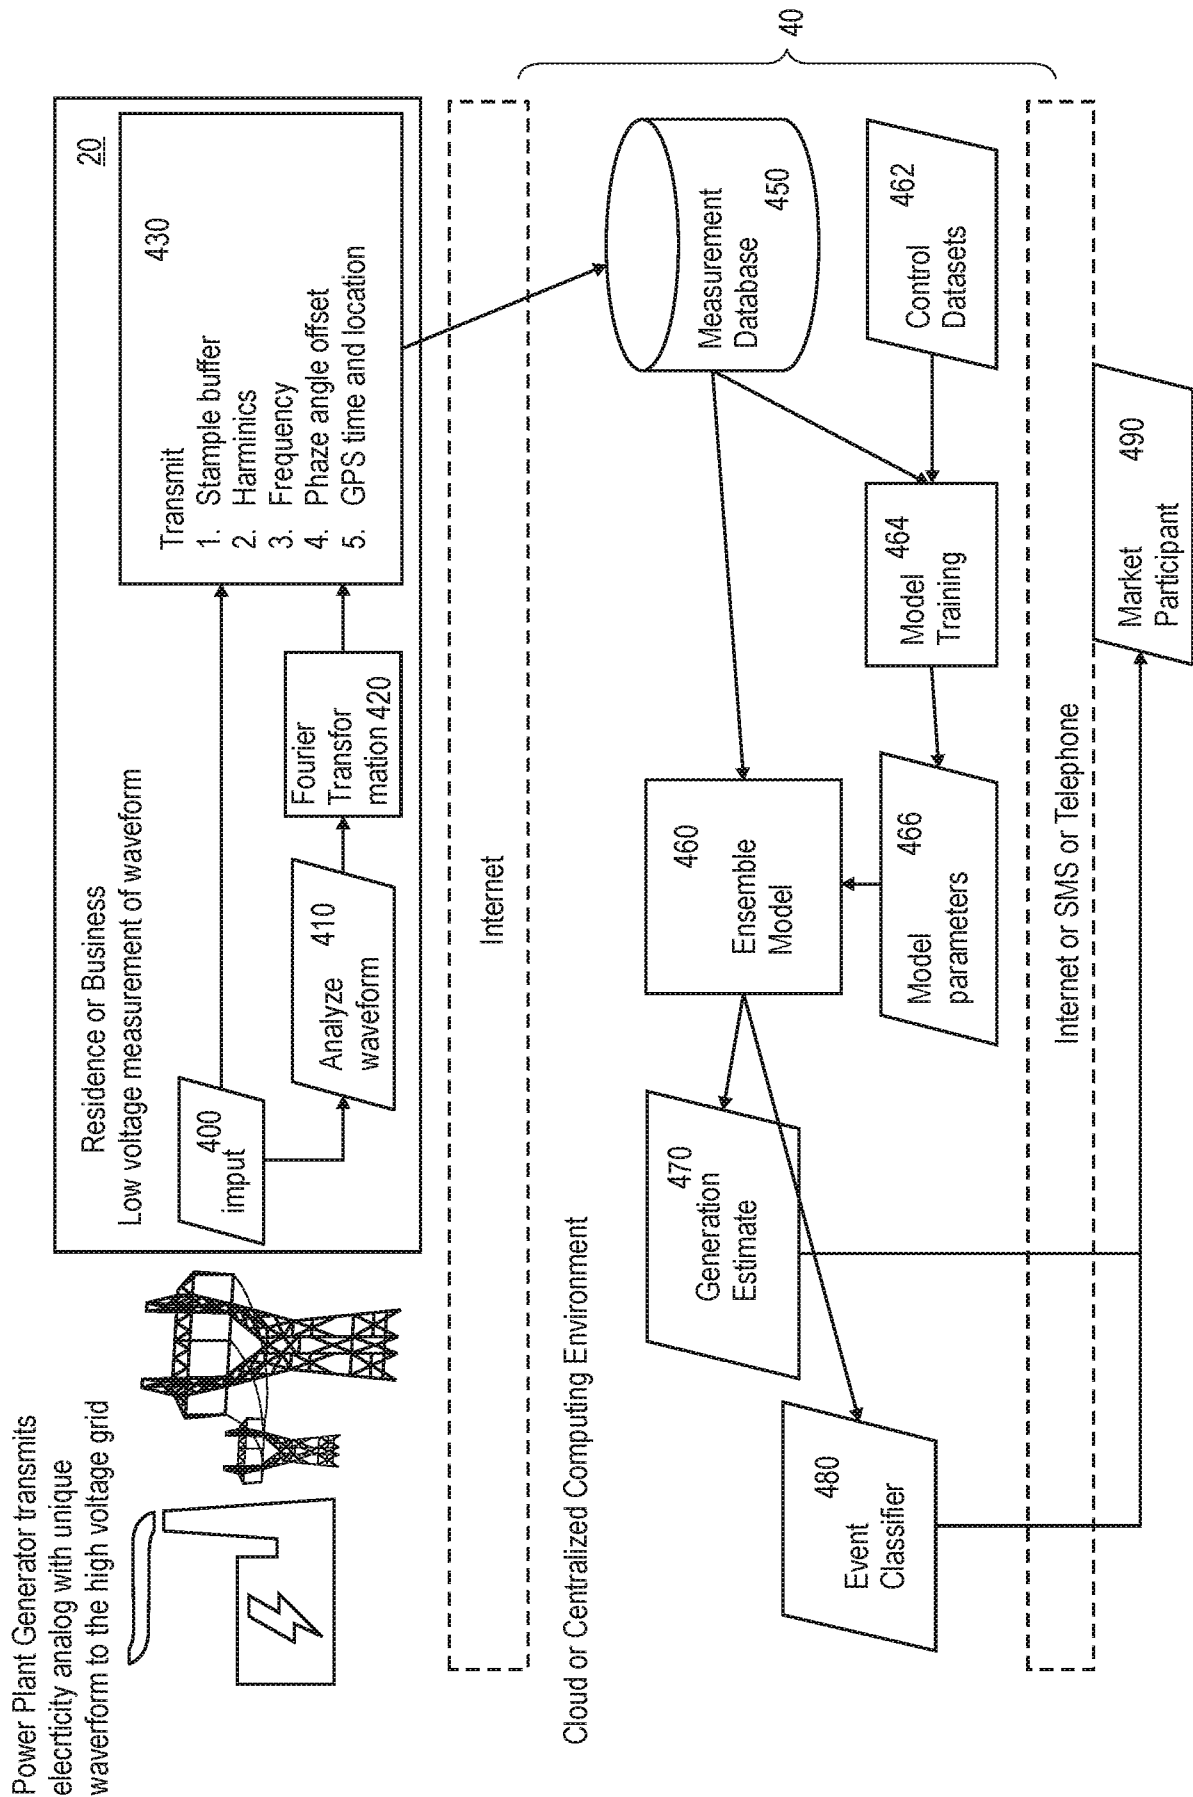 Power Plant Generator transmits
elecrticity analog with unique
waverform to the high voltage grid
Residence or Business
Low voltage measurement of waveform
20
400
imput
Analyze 410
waveform
Fourier
Transfor
mation 420
430
Transmit
1. Stample buffer
2. Harminics
3. Frequency
4. Phaze angle offset
5. GPS time and location
Internet
40
Cloud or Centralized Computing Environment
Measurement
Database
450
462
Control
Datasets
464
Model
Training
466
Model
parameters
460
Ensemble
Model
470
Generation
Estimate
480
Event
Classifier
Internet or SMS or Telephone
490
Market
Participant